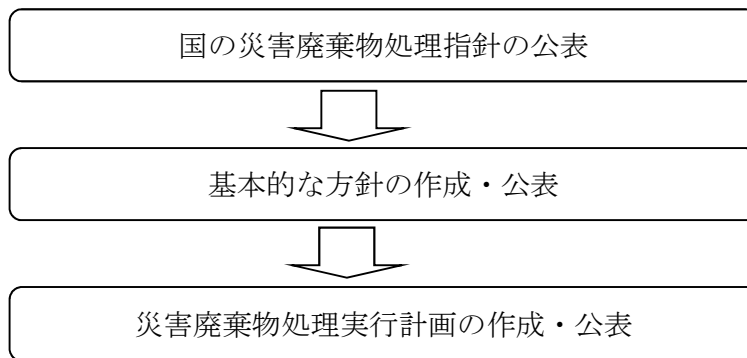 国の災害廃棄物処理指針の公表
基本的な方針の作成・公表
災害廃棄物処理実行計画の作成・公表